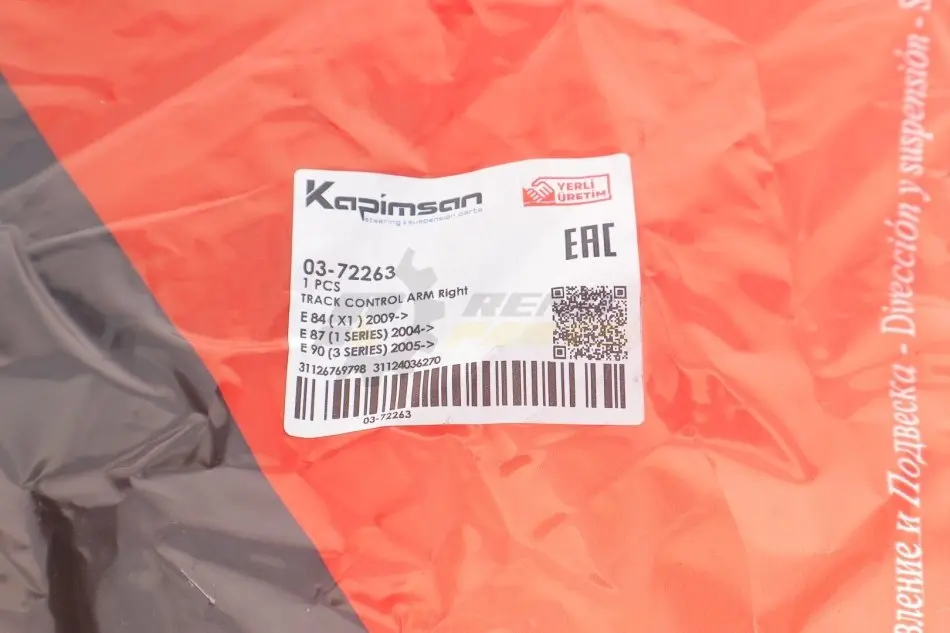 Kapimsan
steering & suspension parts
YERLİ
ÜRETİM
EAC
03-72263
1 PCS
TRACK CONTROL ARM Right
E 84 ( X1 ) 2009->
E 87 (1 SERIES) 2004->
E 90 (3 SERIES) 2005->
31126769798 31124036270
03-72263
вление и Подвеска - Dirección y suspensión - S